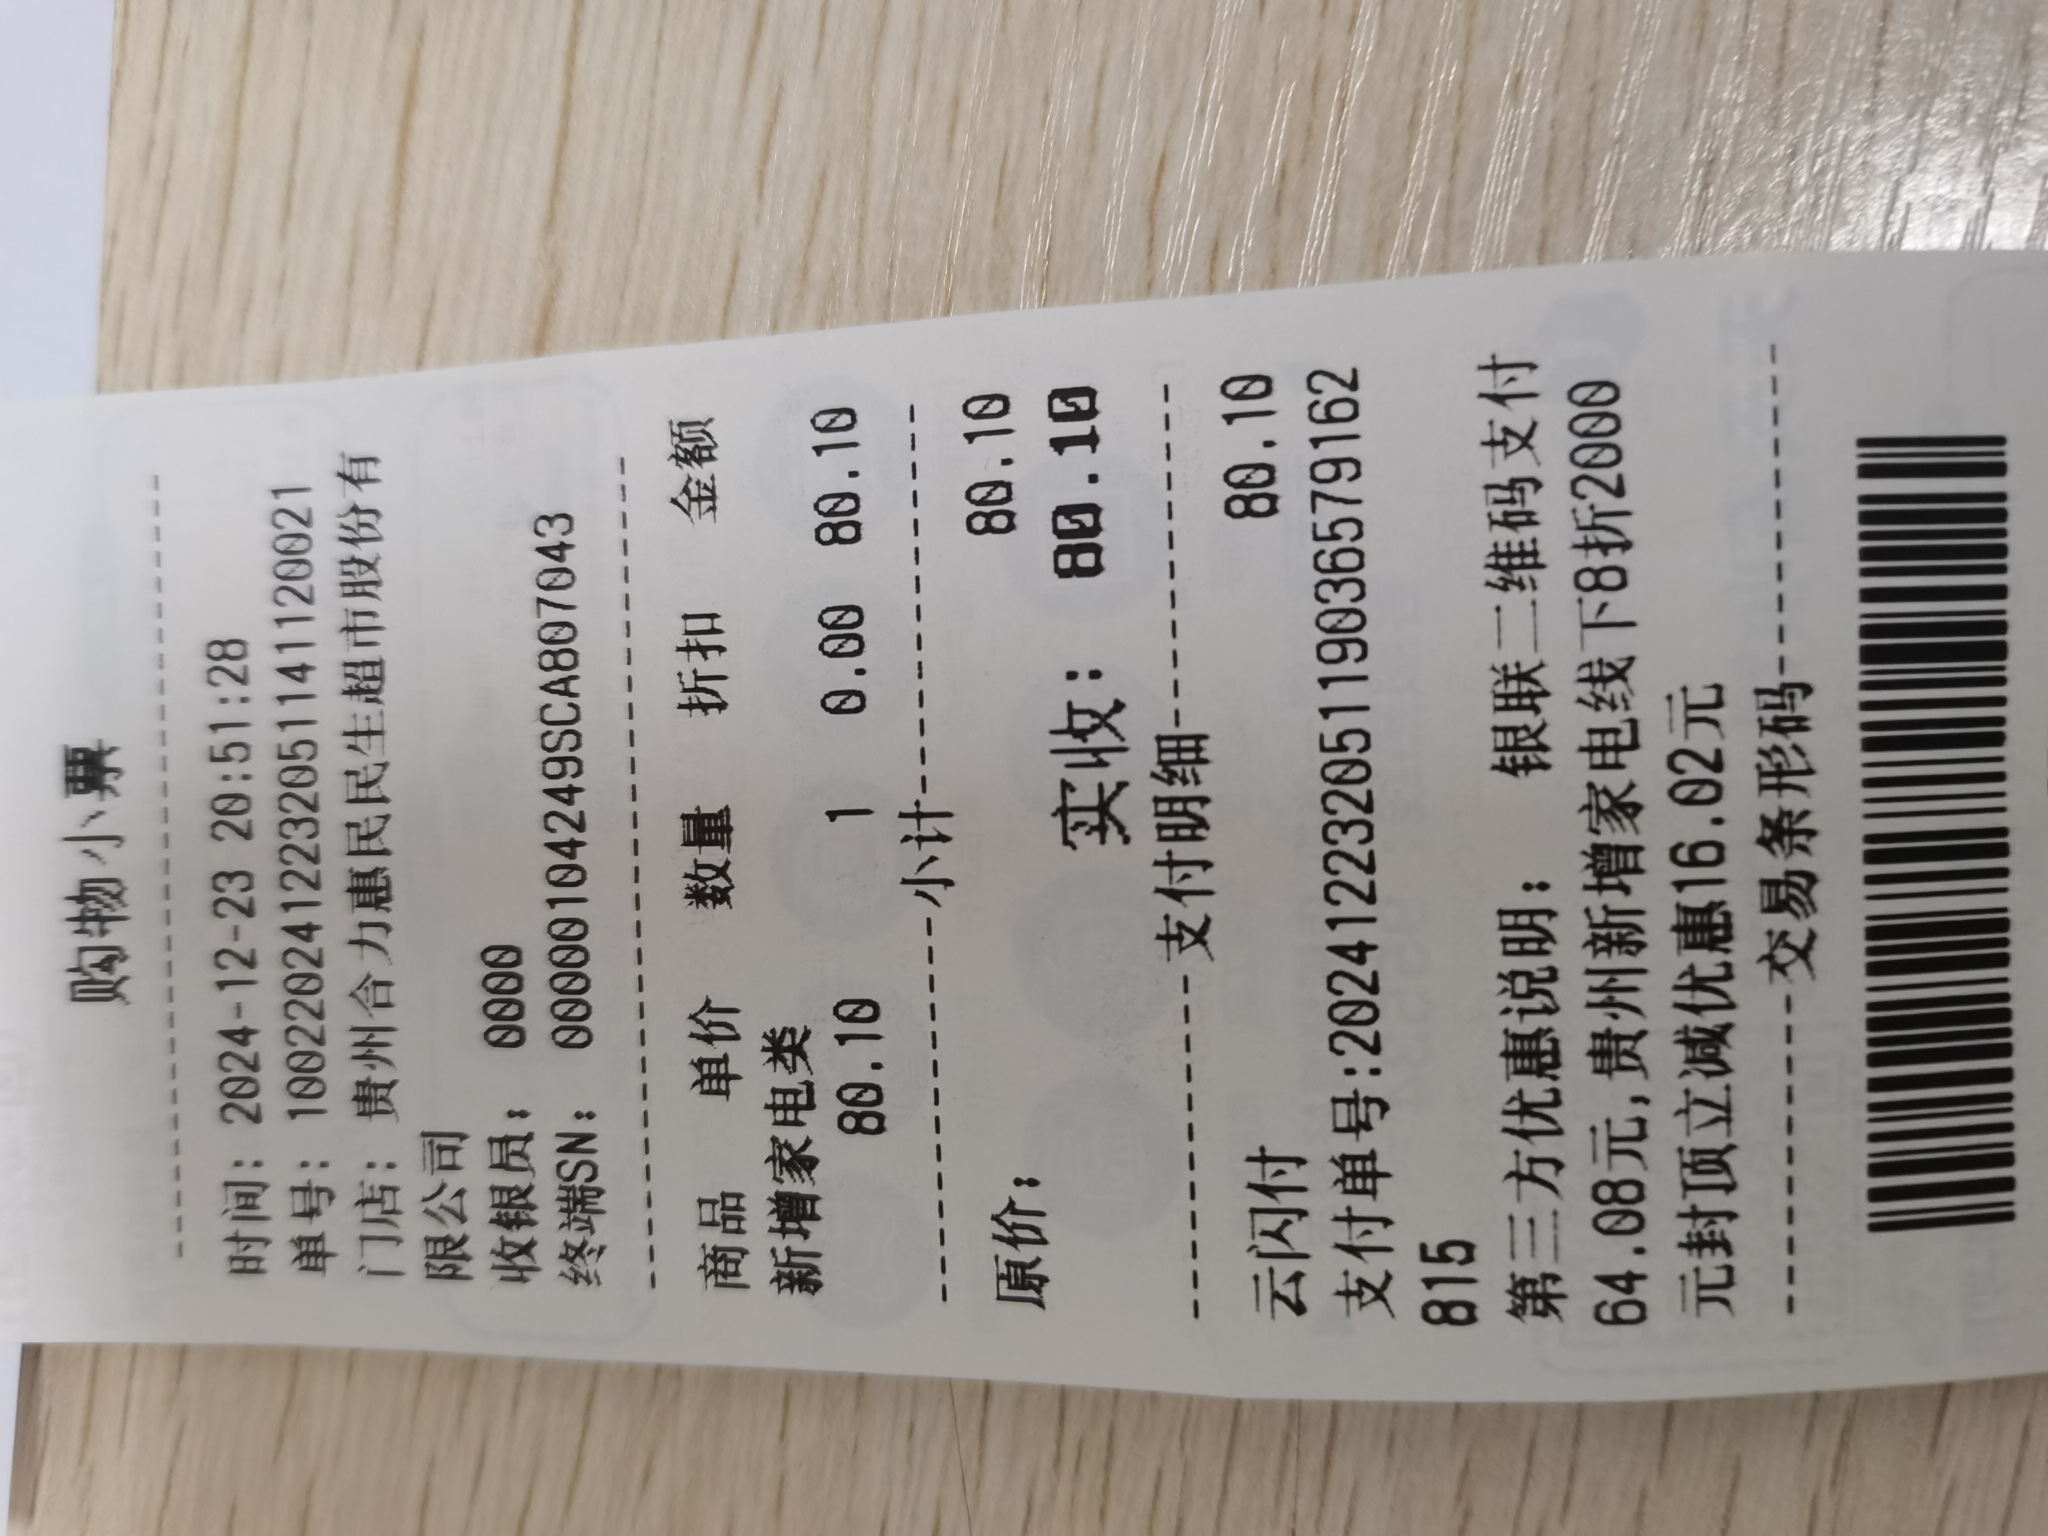 购物小票
时间: 2024-12-23 20:51:28
单号: 1002202412232051141120021
门店: 贵州合力惠民民生超市股份有
限公司
收银员: 0000
终端SN: 00000104249SCA807043
商品 单价 数量 折扣 金额
新增家电类
80.10 1 0.00 80.10
小计
原价: 80.10
实收: 80.10
支付明细
云闪付 80.10
支付单号:20241223205119036579162
815
第三方优惠说明: 银联二维码支付
64.08元,贵州新增家电线下8折2000
元封顶立减优惠16.02元
交易条形码